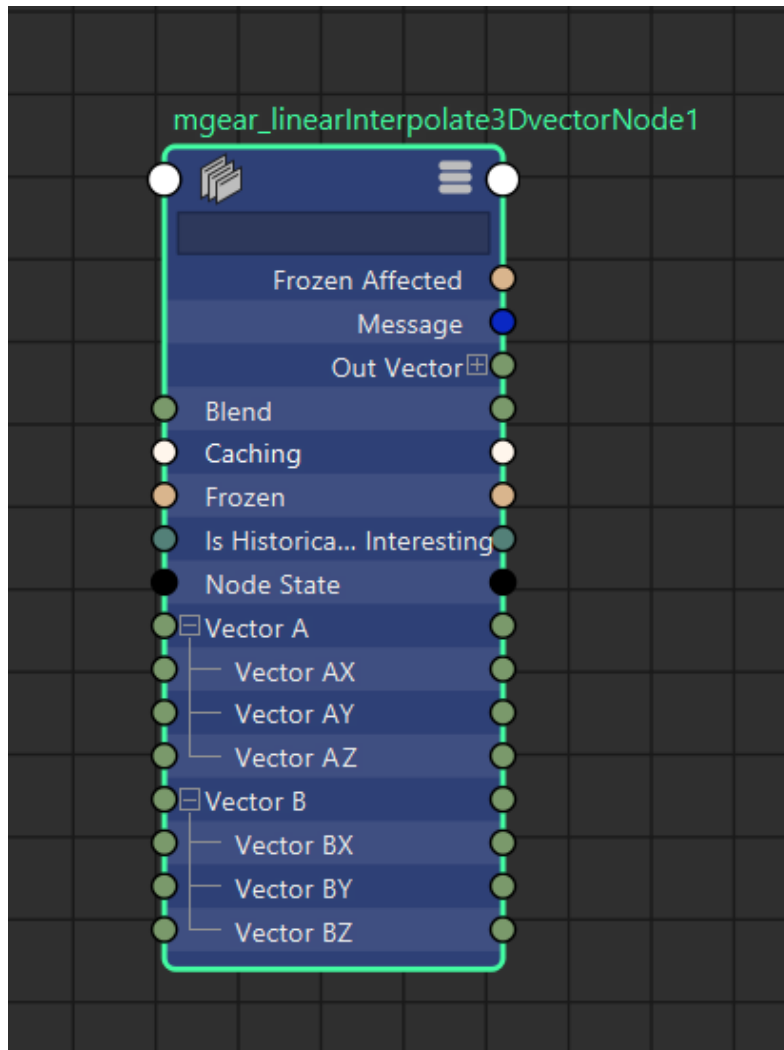 mgear_linearInterpolate3DvectorNode1
Frozen Affected
Message
Out Vector
Blend
Caching
Frozen
Is Historica... Interesting
Node State
Vector A
Vector AX
Vector AY
Vector AZ
Vector B
Vector BX
Vector BY
Vector BZ